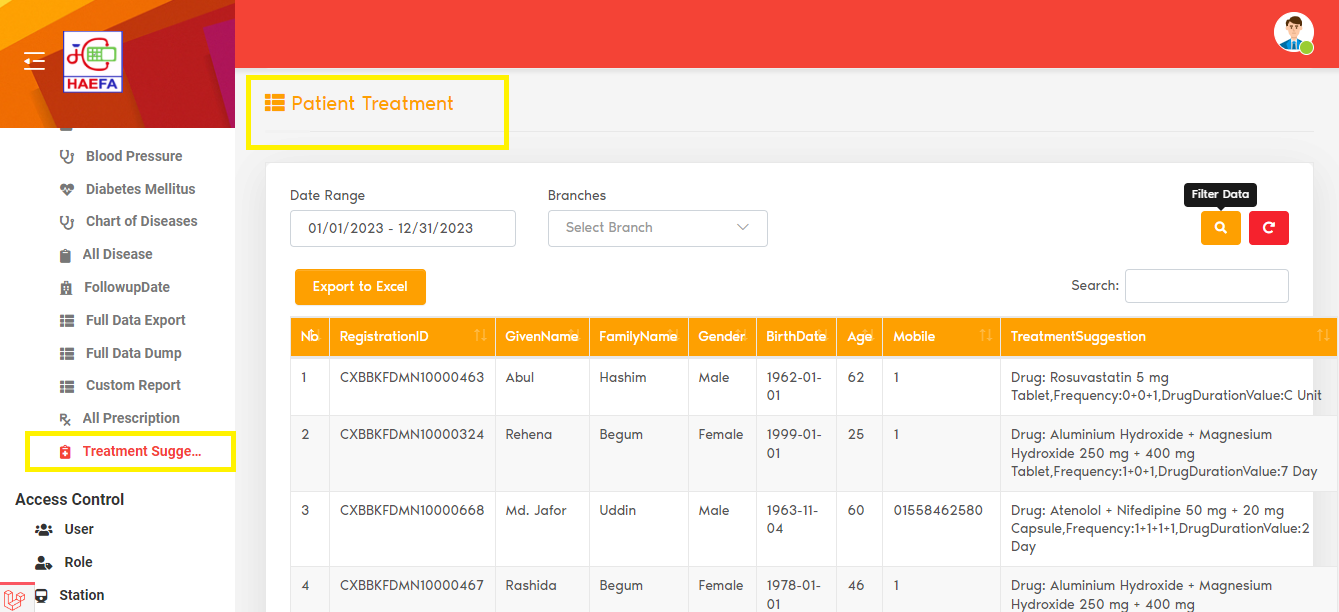 HAEFA
Blood Pressure
Diabetes Mellitus
Chart of Diseases
All Disease
FollowupDate
Full Data Export
Full Data Dump
Custom Report
All Prescription
Treatment Sugge...
Access Control
User
Role
Station
Patient Treatment
Date Range
Branches
Filter Data
01/01/2023 - 12/31/2023
Select Branch
Export to Excel
Search:
No RegistrationID GivenName FamilyName Gender BirthDate Age Mobile TreatmentSuggestion
1 CXBBKFDMN10000463 Abul Hashim Male 1962-01- 62 1 Drug: Rosuvastatin 5 mg
01 Tablet,Frequency:0+0+1,DrugDurationValue:C Unit
2 CXBBKFDMN10000324 Rehena Begum Female 1999-01- 25 1 Drug: Aluminium Hydroxide + Magnesium
01 Hydroxide 250 mg + 400 mg
Tablet,Frequency:1+0+1,DrugDurationValue:7 Day
3 CXBBKFDMN10000668 Md. Jafor Uddin Male 1963-11- 60 01558462580 Drug: Atenolol + Nifedipine 50 mg + 20 mg
04 Capsule,Frequency:1+1+1+1,DrugDurationValue:2
Day
4 CXBBKFDMN10000467 Rashida Begum Female 1978-01- 46 1 Drug: Aluminium Hydroxide + Magnesium
01 Hydroxide 250 mg + 400 mg